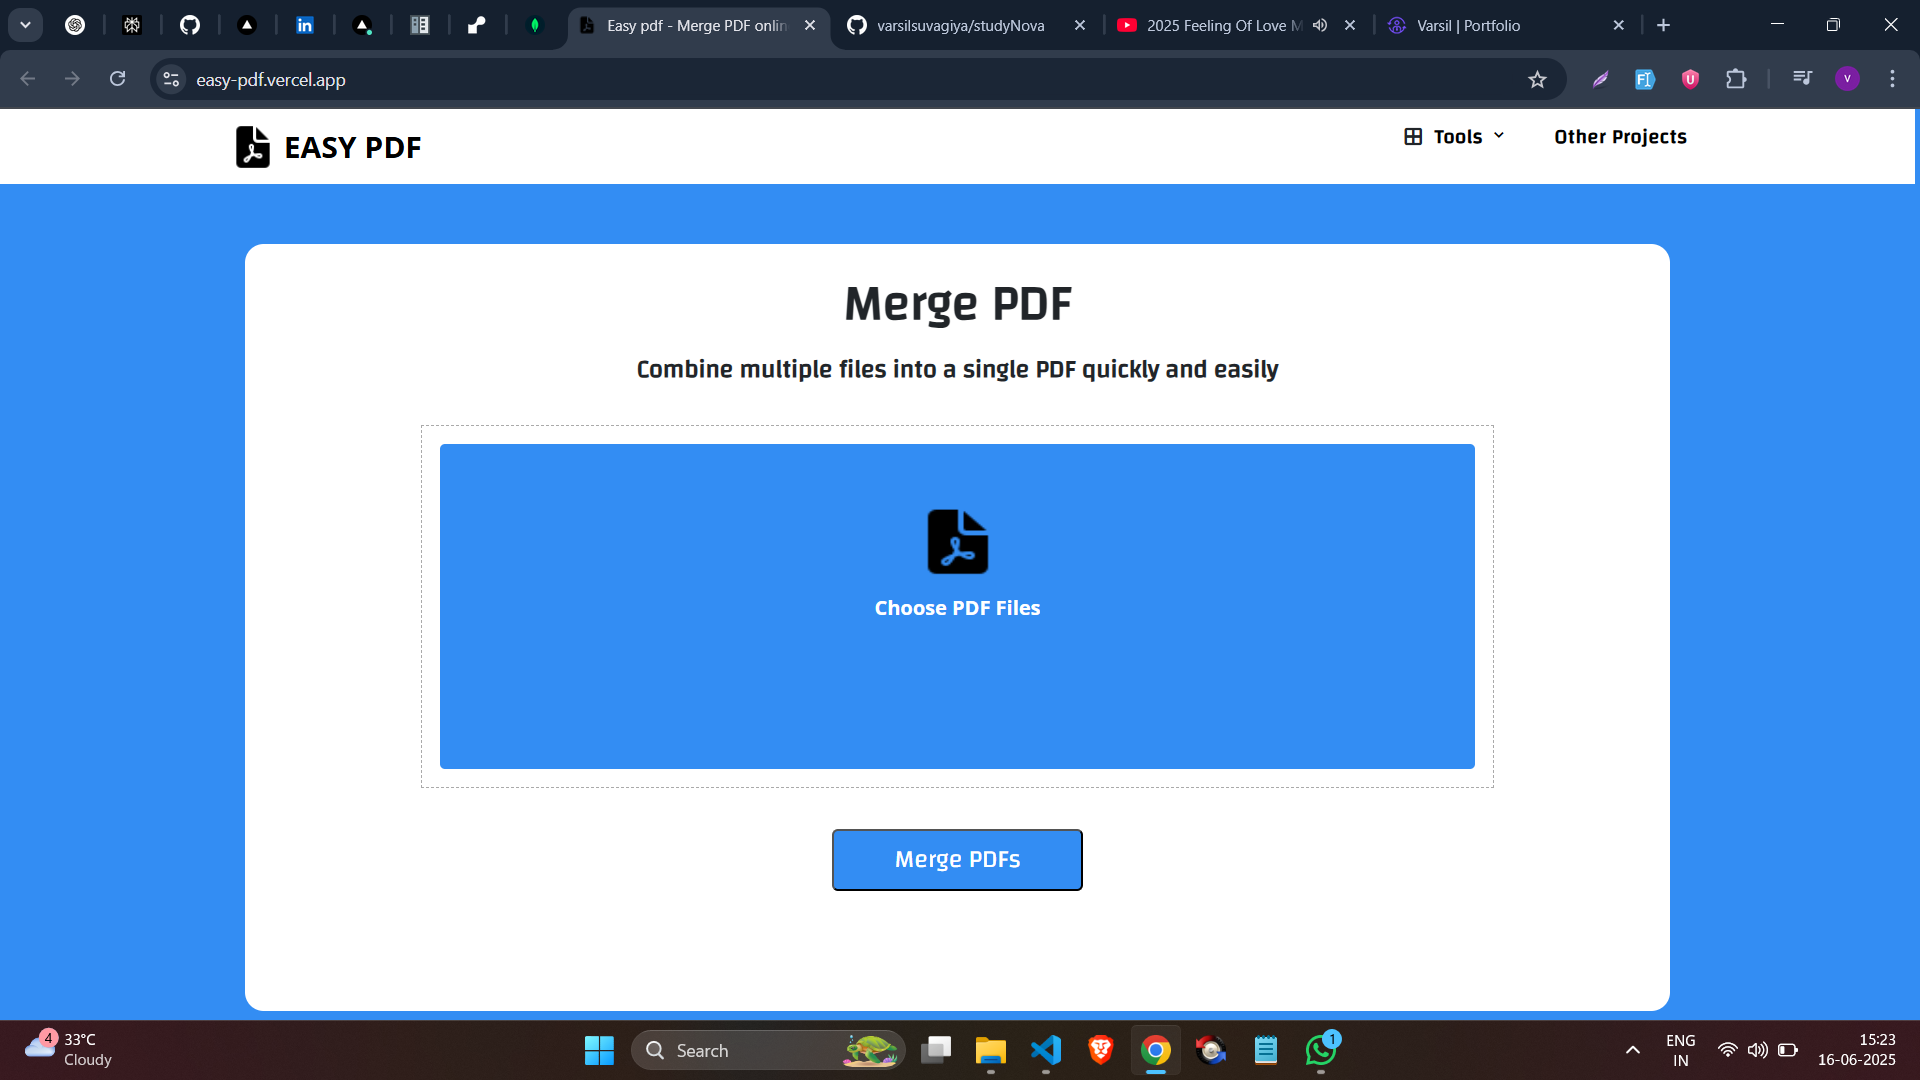 Easy pdf - Merge PDF onlin
varsilsuvagiya/studyNova
2025 Feeling Of Love M
Varsil | Portfolio
easy-pdf.vercel.app
V
EASY PDF
Tools
Other Projects
Merge PDF
Combine multiple files into a single PDF quickly and easily
Choose PDF Files
Merge PDFs
4
33°C
Cloudy
Search
1
ENG
IN
15:23
16-06-2025